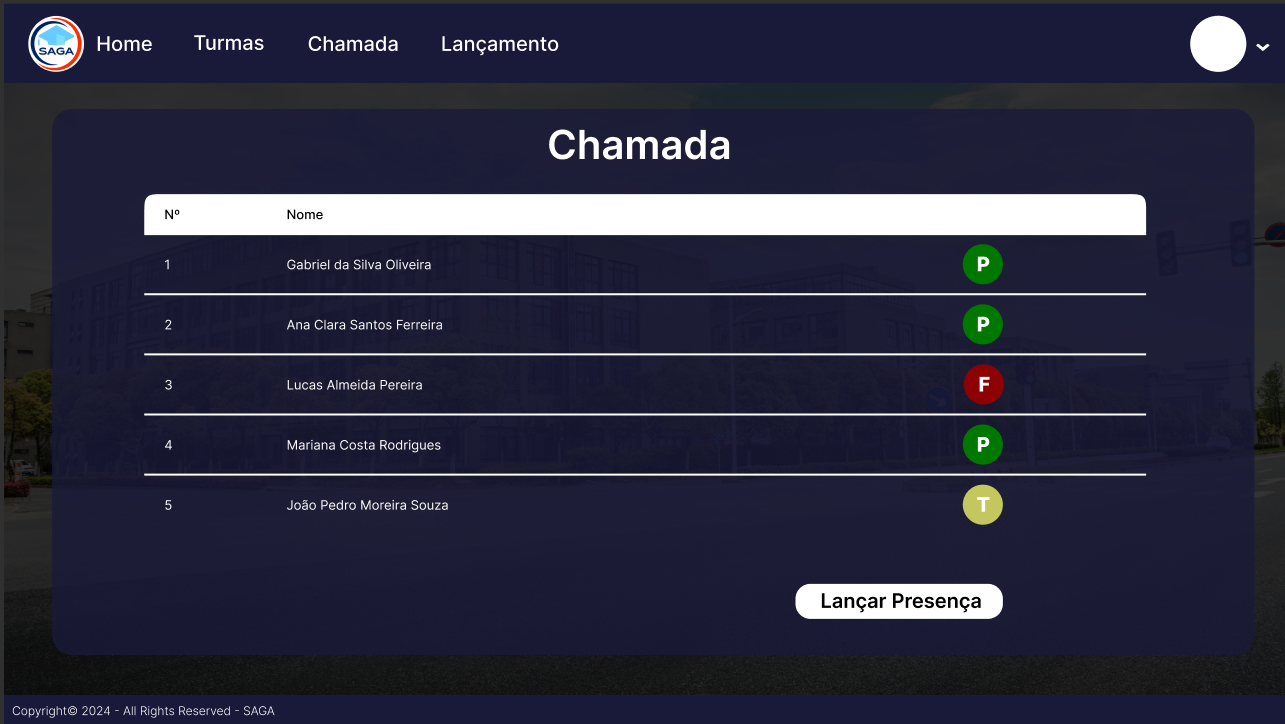 SAGA Home Turmas Chamada Lançamento
Chamada
Nº Nome
1 Gabriel da Silva Oliveira P
2 Ana Clara Santos Ferreira P
3 Lucas Almeida Pereira F
4 Mariana Costa Rodrigues P
5 João Pedro Moreira Souza T
Lançar Presença
Copyright© 2024 - All Rights Reserved - SAGA